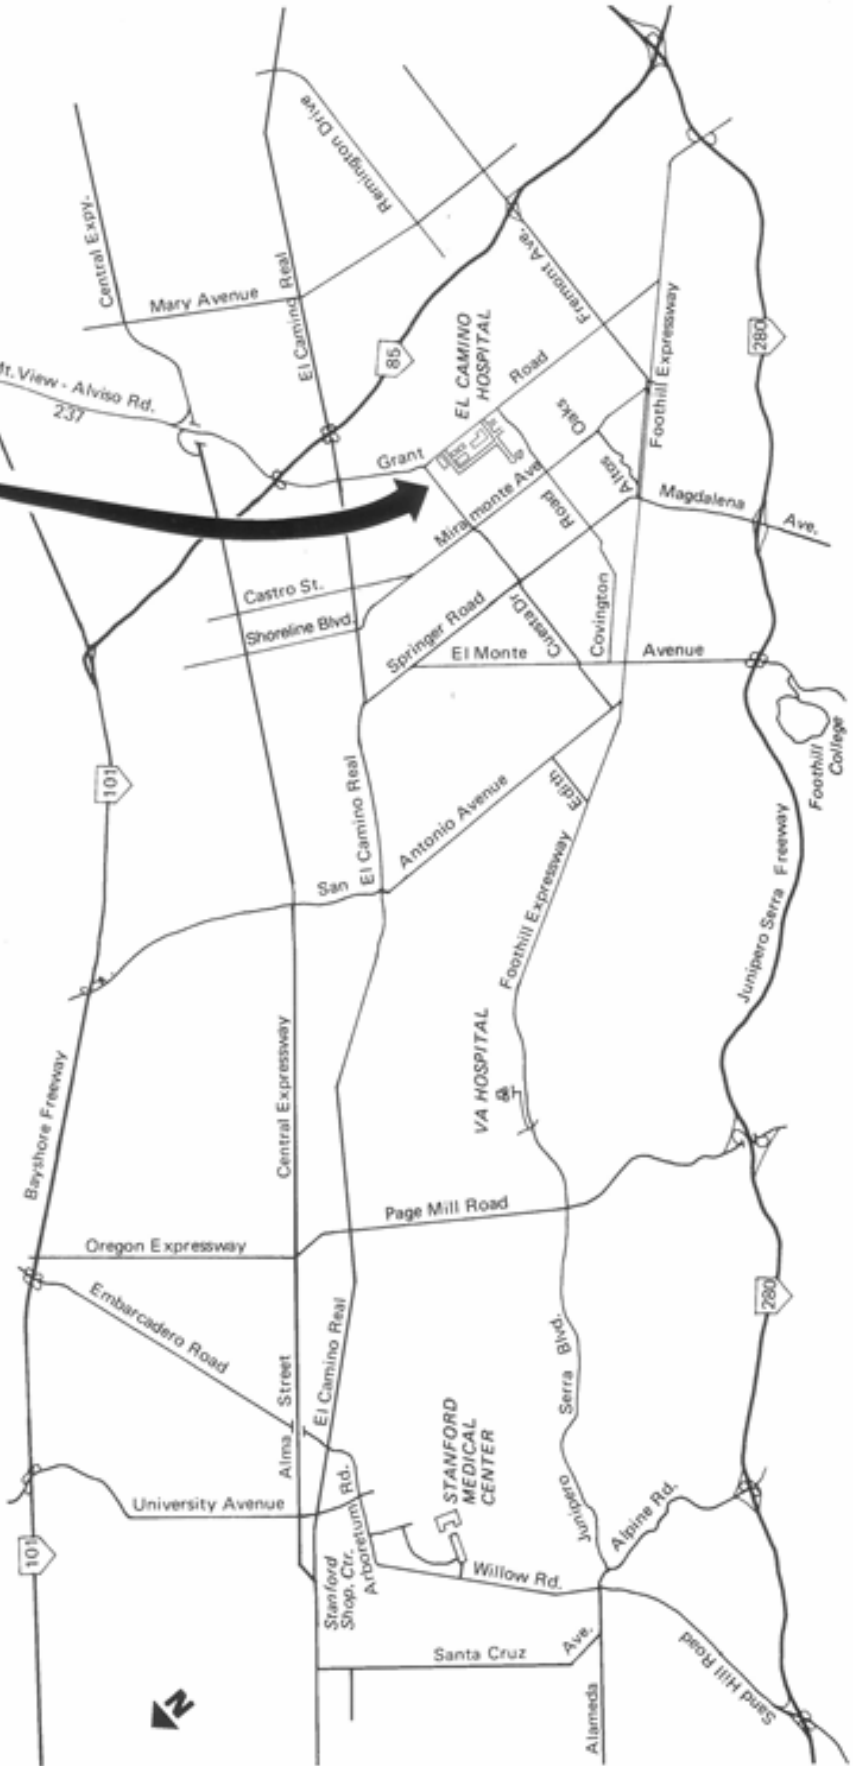 Remington Drive
Central Expy.
Mary Avenue
El Camino Real
Fremont Ave.
85
280
EL CAMINO
HOSPITAL
Foothill Expressway
Mt. View - Alviso Rd.
237
Grant
Road
Oaks
Altos
Miramonte Ave
Road
Magdalena
Ave.
Castro St.
Shoreline Blvd.
Springer Road
Cuesta Dr
Covington
El Monte
Avenue
Foothill
College
101
El Camino Real
Antonio Avenue
Edith
San
Foothill Expressway
Junipero Serra Freeway
Bayshore Freeway
Central Expressway
VA HOSPITAL
Page Mill Road
Oregon Expressway
Embarcadero Road
280
El Camino Real
Alma Street
Serra Blvd.
Junipero
STANFORD
MEDICAL
CENTER
University Avenue
Alpine Rd.
101
Stanford
Shop. Ctr.
Arboretum Rd.
Willow Rd.
Santa Cruz
Ave.
Sand Hill Road
Alameda
N